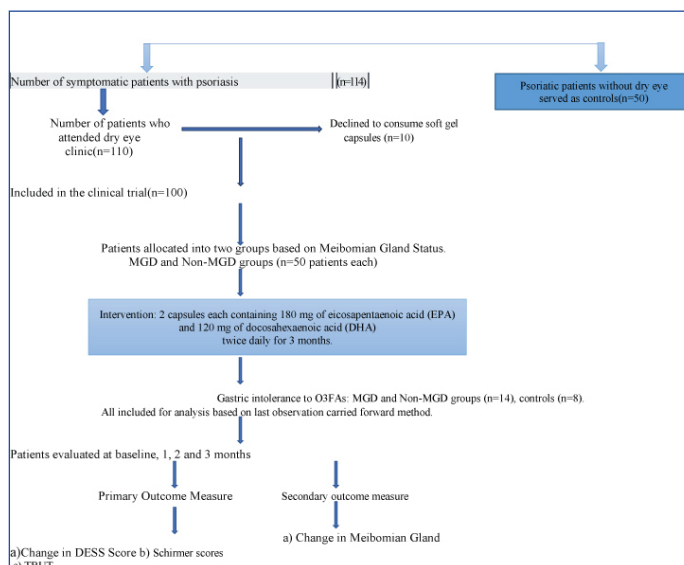 Number of symptomatic patients with psoriasis (n=114)
Psoriatic patients without dry eye
served as controls(n=50)
Number of patients who
attended dry eye
clinic(n=110)
Declined to consume soft gel
capsules (n=10)
Included in the clinical trial(n=100)
Patients allocated into two groups based on Meibomian Gland Status.
MGD and Non-MGD groups (n=50 patients each)
Intervention: 2 capsules each containing 180 mg of eicosapentaenoic acid (EPA)
and 120 mg of docosahexaenoic acid (DHA)
twice daily for 3 months.
Gastric intolerance to O3FAs: MGD and Non-MGD groups (n=14), controls (n=8).
All included for analysis based on last observation carried forward method.
Patients evaluated at baseline, 1, 2 and 3 months
Primary Outcome Measure
Secondary outcome measure
a) Change in Meibomian Gland
a)Change in DESS Score b) Schirmer scores
c) TBUT